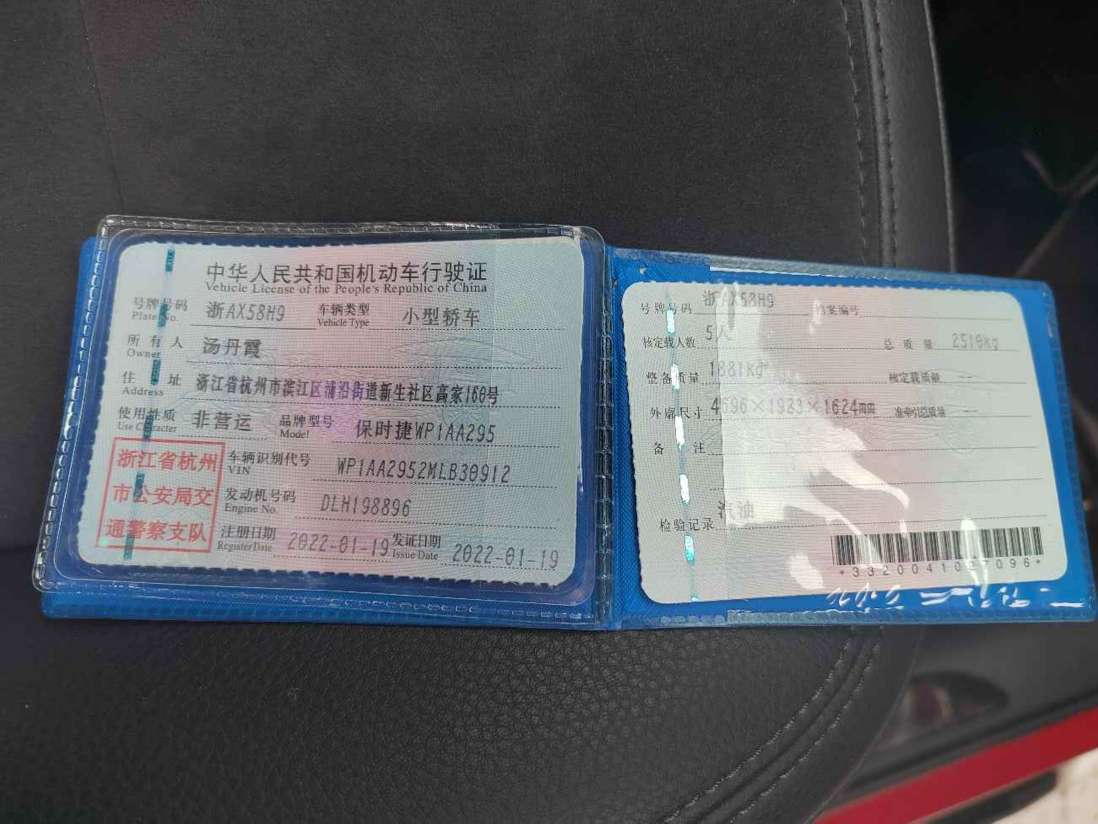 中华人民共和国机动车行驶证
Vehicle License of the People's Republic of China
号牌号码 浙AX58H9 车辆类型 小型轿车
Plate No. Vehicle Type
所有人 汤丹霞
Owner
住址 浙江省杭州市滨江区浦沿街道新生社区高家160号
Address
使用性质 非营运 品牌型号 保时捷WP1AA295
Use Character Model
浙江省杭州
市公安局交
通警察支队
车辆识别代号 WP1AA2952MLB30912
VIN
发动机号码 DLH198896
Engine No.
注册日期 2022-01-19 发证日期 2022-01-19
Register Date Issue Date
号牌号码 浙AX58H9 档案编号
核定载人数 5人 总质量 2510kg
整备质量 1881kg 核定载质量 --
外廓尺寸 4696×1923×1624mm 准牵引总质量 --
备注
检验记录 汽油
*3320041027096*